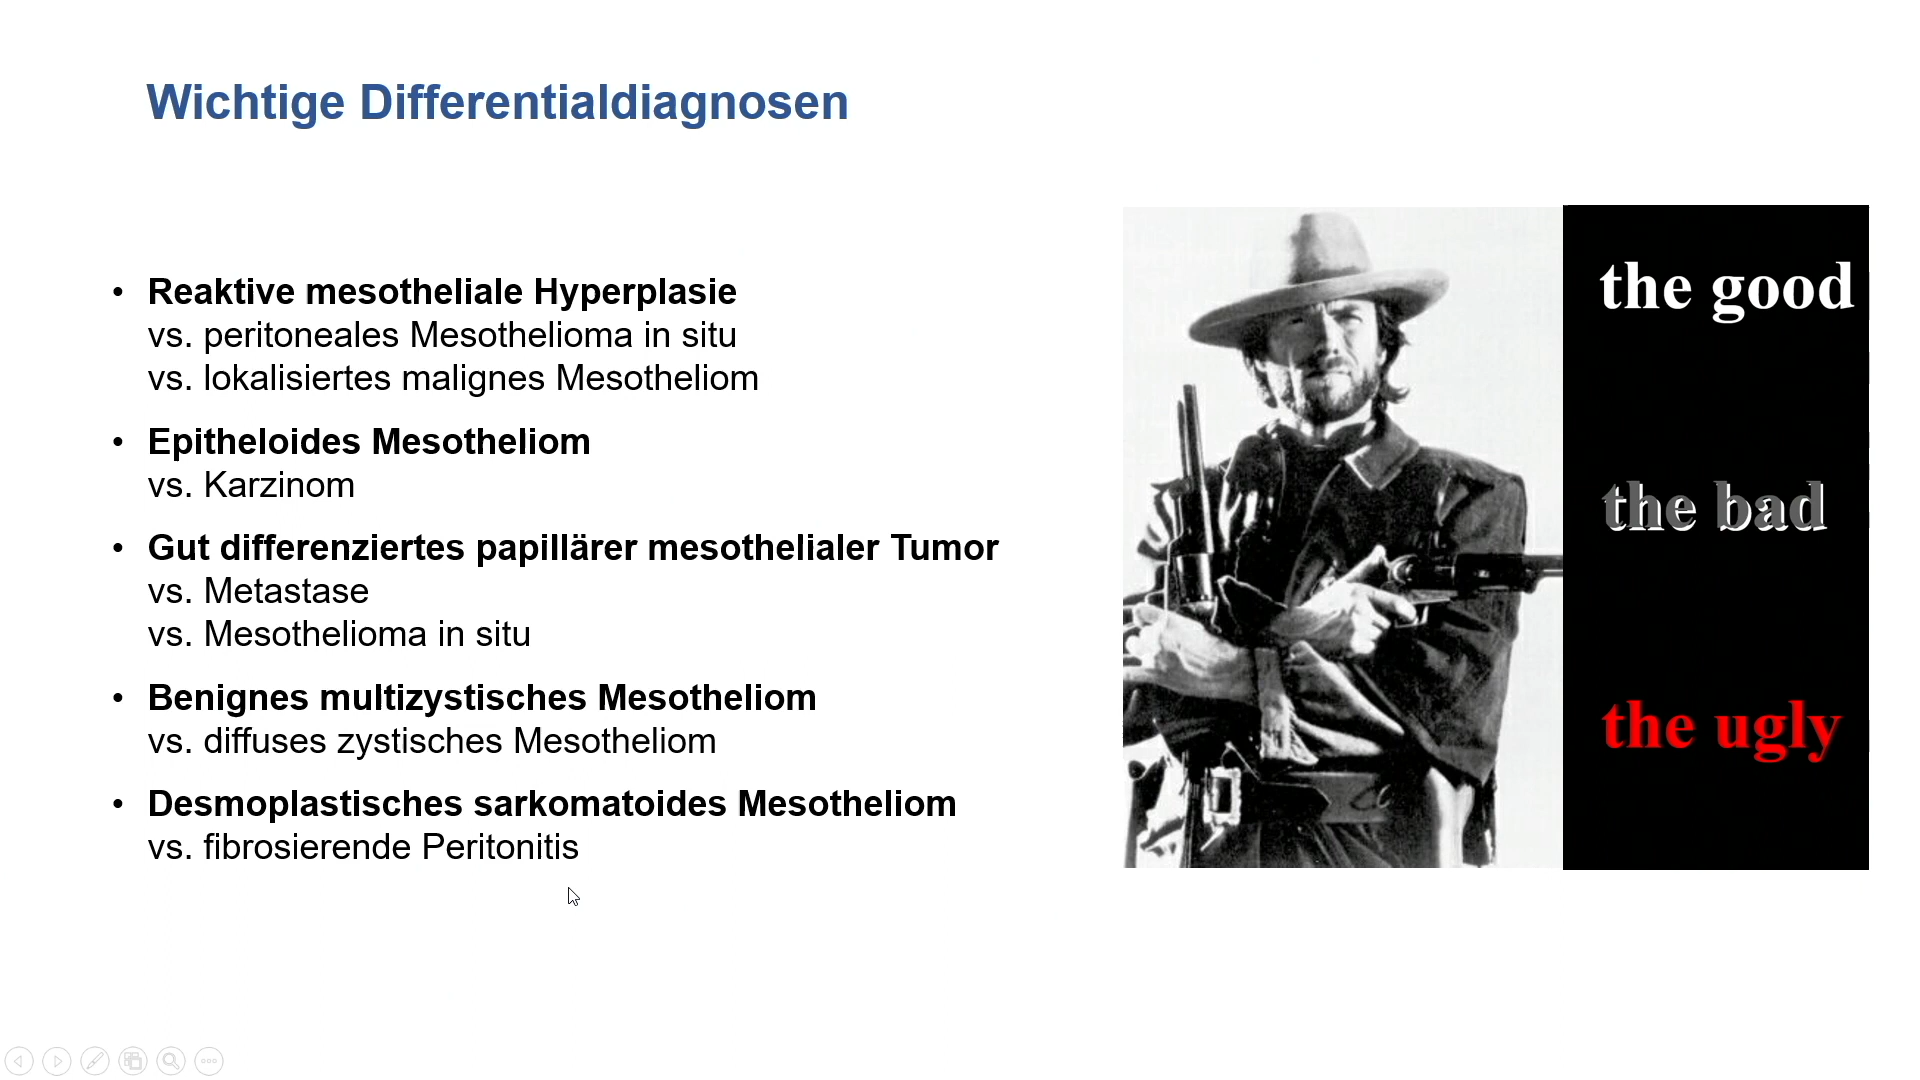 Wichtige Differentialdiagnosen
• Reaktive mesotheliale Hyperplasie
vs. peritoneales Mesothelioma in situ
vs. lokalisiertes malignes Mesotheliom
• Epitheloides Mesotheliom
vs. Karzinom
• Gut differenziertes papillärer mesothelialer Tumor
vs. Metastase
vs. Mesothelioma in situ
• Benignes multizystisches Mesotheliom
vs. diffuses zystisches Mesotheliom
• Desmoplastisches sarkomatoides Mesotheliom
vs. fibrosierende Peritonitis
the good
the bad
the ugly